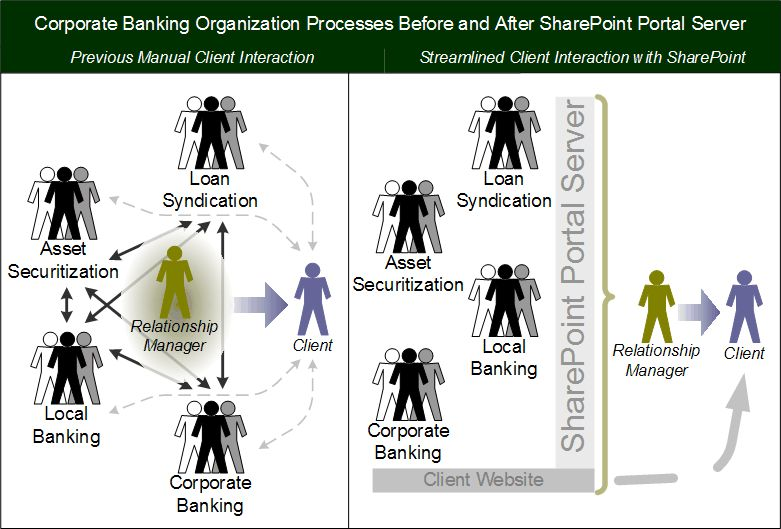 Corporate Banking Organization Processes Before and After SharePoint Portal Server
Previous Manual Client Interaction
Streamlined Client Interaction with SharePoint
Loan
Syndication
Asset
Securitization
Relationship
Manager
Client
Local
Banking
Corporate
Banking
Loan
Syndication
Asset
Securitization
Local
Banking
Corporate
Banking
SharePoint Portal Server
Client Website
Relationship
Manager
Client